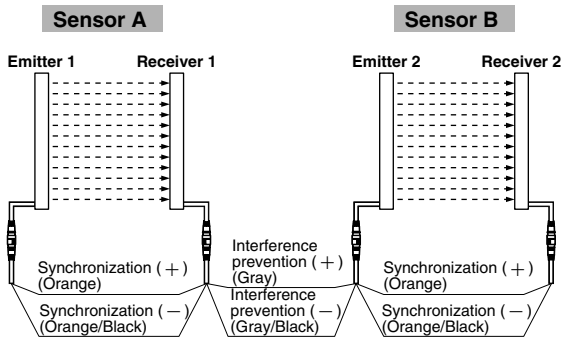 Sensor A
Sensor B
Emitter 1
Receiver 1
Emitter 2
Receiver 2
Synchronization (+)
(Orange)
Synchronization (−)
(Orange/Black)
Interference
prevention (+)
(Gray)
Interference
prevention (−)
(Gray/Black)
Synchronization (+)
(Orange)
Synchronization (−)
(Orange/Black)